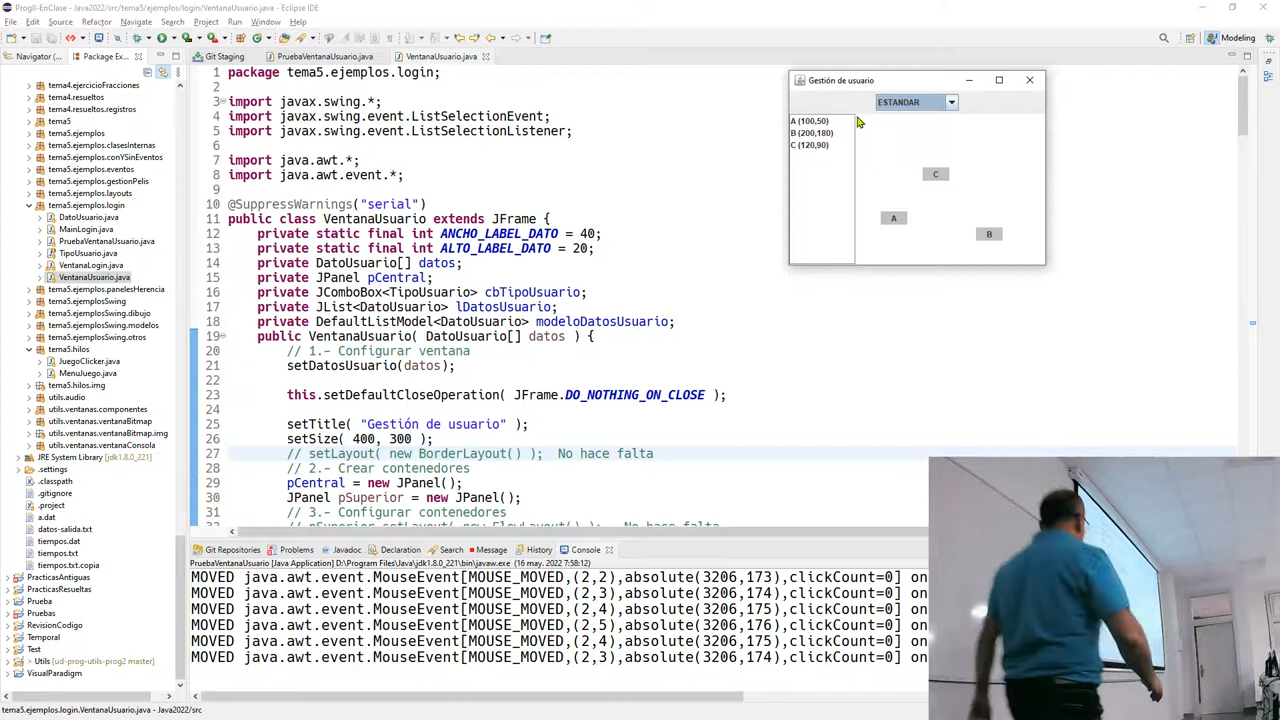 ProgII-EnClase - Java2022/src/tema5/ejemplos/login/VentanaUsuario.java - Eclipse IDE
File Edit Source Refactor Navigate Search Project Run Window Help
Modeling
Navigator (...
Package Ex...
tema4.ejercicioFracciones
tema4.resueltos
tema4.resueltos.registros
tema5
tema5.ejemplos
tema5.ejemplos.clasesInternas
tema5.ejemplos.conYSinEventos
tema5.ejemplos.eventos
tema5.ejemplos.gestionPelis
tema5.ejemplos.layouts
tema5.ejemplos.login
DatoUsuario.java
MainLogin.java
PruebaVentanaUsuario.java
TipoUsuario.java
VentanaLogin.java
VentanaUsuario.java
tema5.ejemplos.panelesHerencia
tema5.ejemplosSwing
tema5.ejemplosSwing.dibujo
tema5.ejemplosSwing.modelos
tema5.ejemplosSwing.otros
tema5.hilos
JuegoClicker.java
MenuJuego.java
tema5.hilos.img
utils.audio
utils.ventanas.componentes
utils.ventanas.ventanaBitmap
utils.ventanas.ventanaBitmap.img
utils.ventanas.ventanaConsola
JRE System Library [jdk1.8.0_221]
.settings
.classpath
.gitignore
.project
a.dat
datos-salida.txt
tiempos.dat
tiempos.txt
tiempos.txt.copia
PracticasAntiguas
PracticasResueltas
Prueba
Pruebas
RevisionCodigo
Temporal
Test
Utils [ud-prog-utils-prog2 master]
VisualParadigm
Git Staging
PruebaVentanaUsuario.java
VentanaUsuario.java
1 package tema5.ejemplos.login;
2
3 import javax.swing.*;
4 import javax.swing.event.ListSelectionEvent;
5 import javax.swing.event.ListSelectionListener;
6
7 import java.awt.*;
8 import java.awt.event.*;
9
10 @SuppressWarnings("serial")
11 public class VentanaUsuario extends JFrame {
12 private static final int ANCHO_LABEL_DATO = 40;
13 private static final int ALTO_LABEL_DATO = 20;
14 private DatoUsuario[] datos;
15 private JPanel pCentral;
16 private JComboBox<TipoUsuario> cbTipoUsuario;
17 private JList<DatoUsuario> lDatosUsuario;
18 private DefaultListModel<DatoUsuario> modeloDatosUsuario;
19 public VentanaUsuario( DatoUsuario[] datos ) {
20 // 1.- Configurar ventana
21 setDatosUsuario(datos);
22
23 this.setDefaultCloseOperation( JFrame.DO_NOTHING_ON_CLOSE );
24
25 setTitle( "Gestión de usuario" );
26 setSize( 400, 300 );
27 // setLayout( new BorderLayout() ); No hace falta
28 // 2.- Crear contenedores
29 pCentral = new JPanel();
30 JPanel pSuperior = new JPanel();
31 // 3.- Configurar contenedores
// pSuperior.setLayout( new FlowLayout() ); No hace falta
Gestión de usuario
ESTANDAR
A (100,50)
B (200,180)
C (120,90)
C
A
B
Git Repositories
Problems
Javadoc
Declaration
Search
Message
History
Console
PruebaVentanaUsuario [Java Application] D:\Program Files\Java\jdk1.8.0_221\bin\javaw.exe (16 may. 2022 7:58:12)
MOVED java.awt.event.MouseEvent[MOUSE_MOVED,(2,2),absolute(3206,173),clickCount=0] on
MOVED java.awt.event.MouseEvent[MOUSE_MOVED,(2,3),absolute(3206,174),clickCount=0] on
MOVED java.awt.event.MouseEvent[MOUSE_MOVED,(2,4),absolute(3206,175),clickCount=0] on
MOVED java.awt.event.MouseEvent[MOUSE_MOVED,(2,5),absolute(3206,176),clickCount=0] on
MOVED java.awt.event.MouseEvent[MOUSE_MOVED,(2,4),absolute(3206,175),clickCount=0] on
MOVED java.awt.event.MouseEvent[MOUSE_MOVED,(2,3),absolute(3206,174),clickCount=0] on
tema5.ejemplos.login.VentanaUsuario.java - Java2022/src